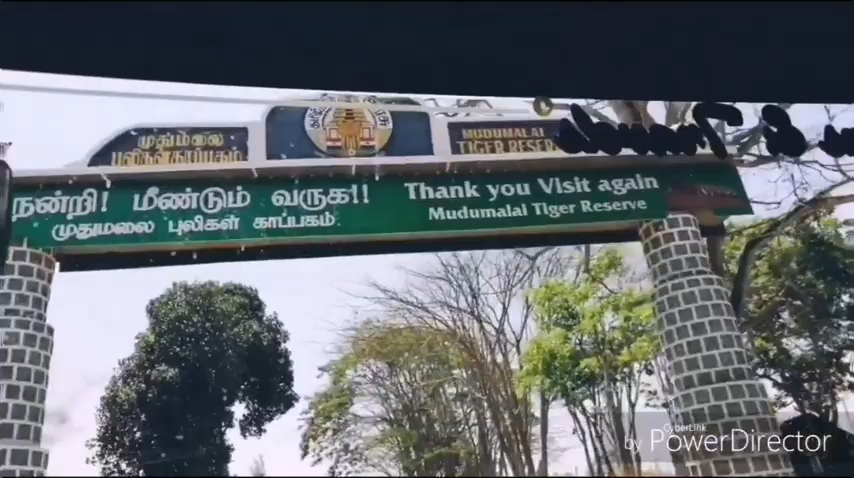 முதுமலை
புலிகள் காப்பகம்
MUDUMALAI
TIGER RESERVE
நன்றி! மீண்டும் வருக!!
முதுமலை புலிகள் காப்பகம்
Thank you Visit again
Mudumalai Tiger Reserve
CyberLink
by PowerDirector